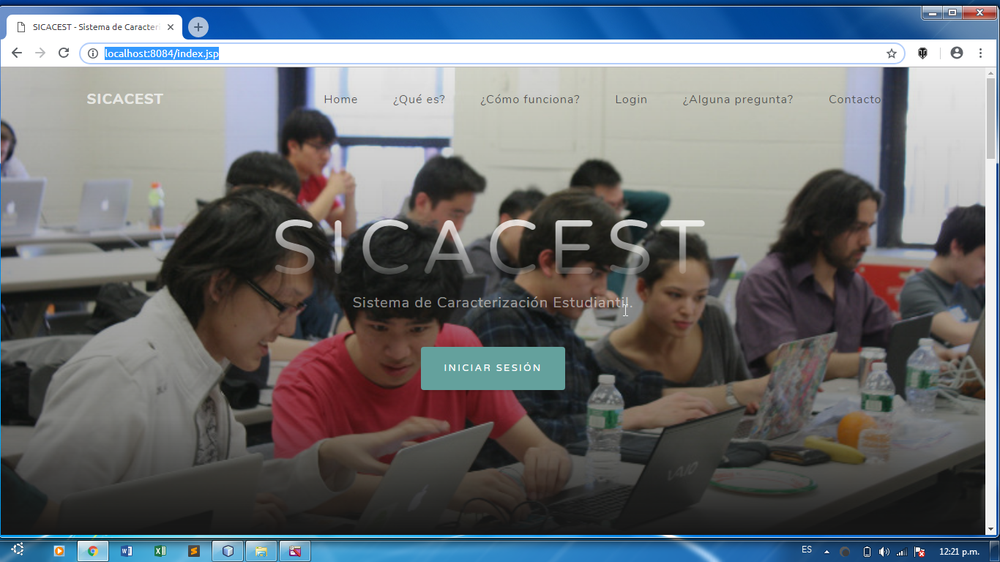 SICACEST - Sistema de Caracteri
localhost:8084/index.jsp
SICACEST
Home
¿Qué es?
¿Cómo funciona?
Login
¿Alguna pregunta?
Contacto
SICACEST
Sistema de Caracterización Estudiantil.
INICIAR SESIÓN
VAIO
ES
12:21 p.m.